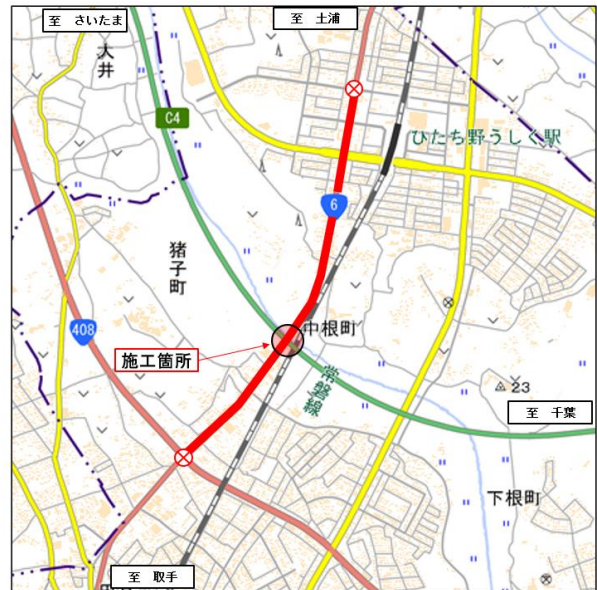 至 さいたま
至 土浦
大井
C4
ひたち野うしく駅
6
猪子町
408
中根町
施工箇所
常磐線
23
至 千葉
下根町
至 取手